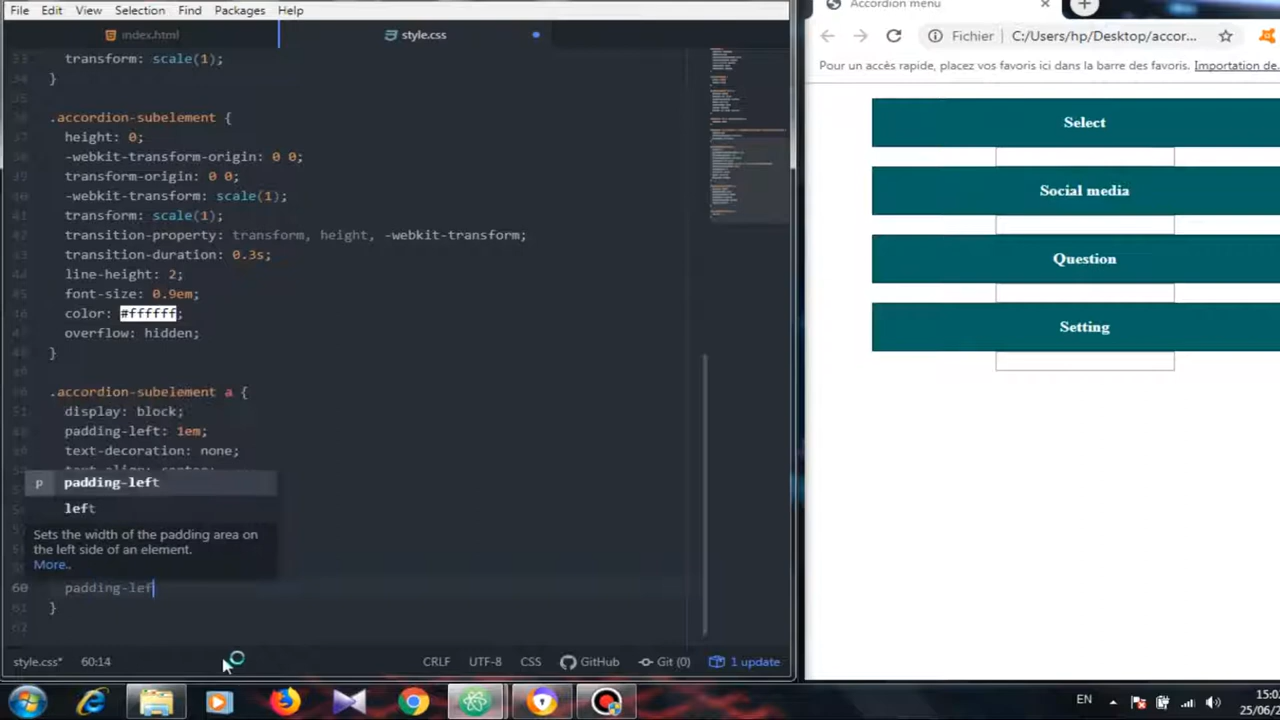 File Edit View Selection Find Packages Help
Accordion menu
index.html
style.css
Fichier C:/Users/hp/Desktop/accor...
Pour un accès rapide, placez vos favoris ici dans la barre des favoris. Importation de.
transform: scale(1);
}
.accordion-subelement {
height: 0;
-webkit-transform-origin: 0 0;
transform-origin: 0 0;
-webkit-transform: scale(1);
transform: scale(1);
transition-property: transform, height, -webkit-transform;
transition-duration: 0.3s;
line-height: 2;
font-size: 0.9em;
color: #ffffff;
overflow: hidden;
}
.accordion-subelement a {
display: block;
padding-left: 1em;
text-decoration: none;
p padding-left
left
Sets the width of the padding area on
the left side of an element.
More..
60 padding-lef
61 }
62
style.css* 60:14 CRLF UTF-8 CSS GitHub Git (0) 1 update
Select
Social media
Question
Setting
EN
25/06/2